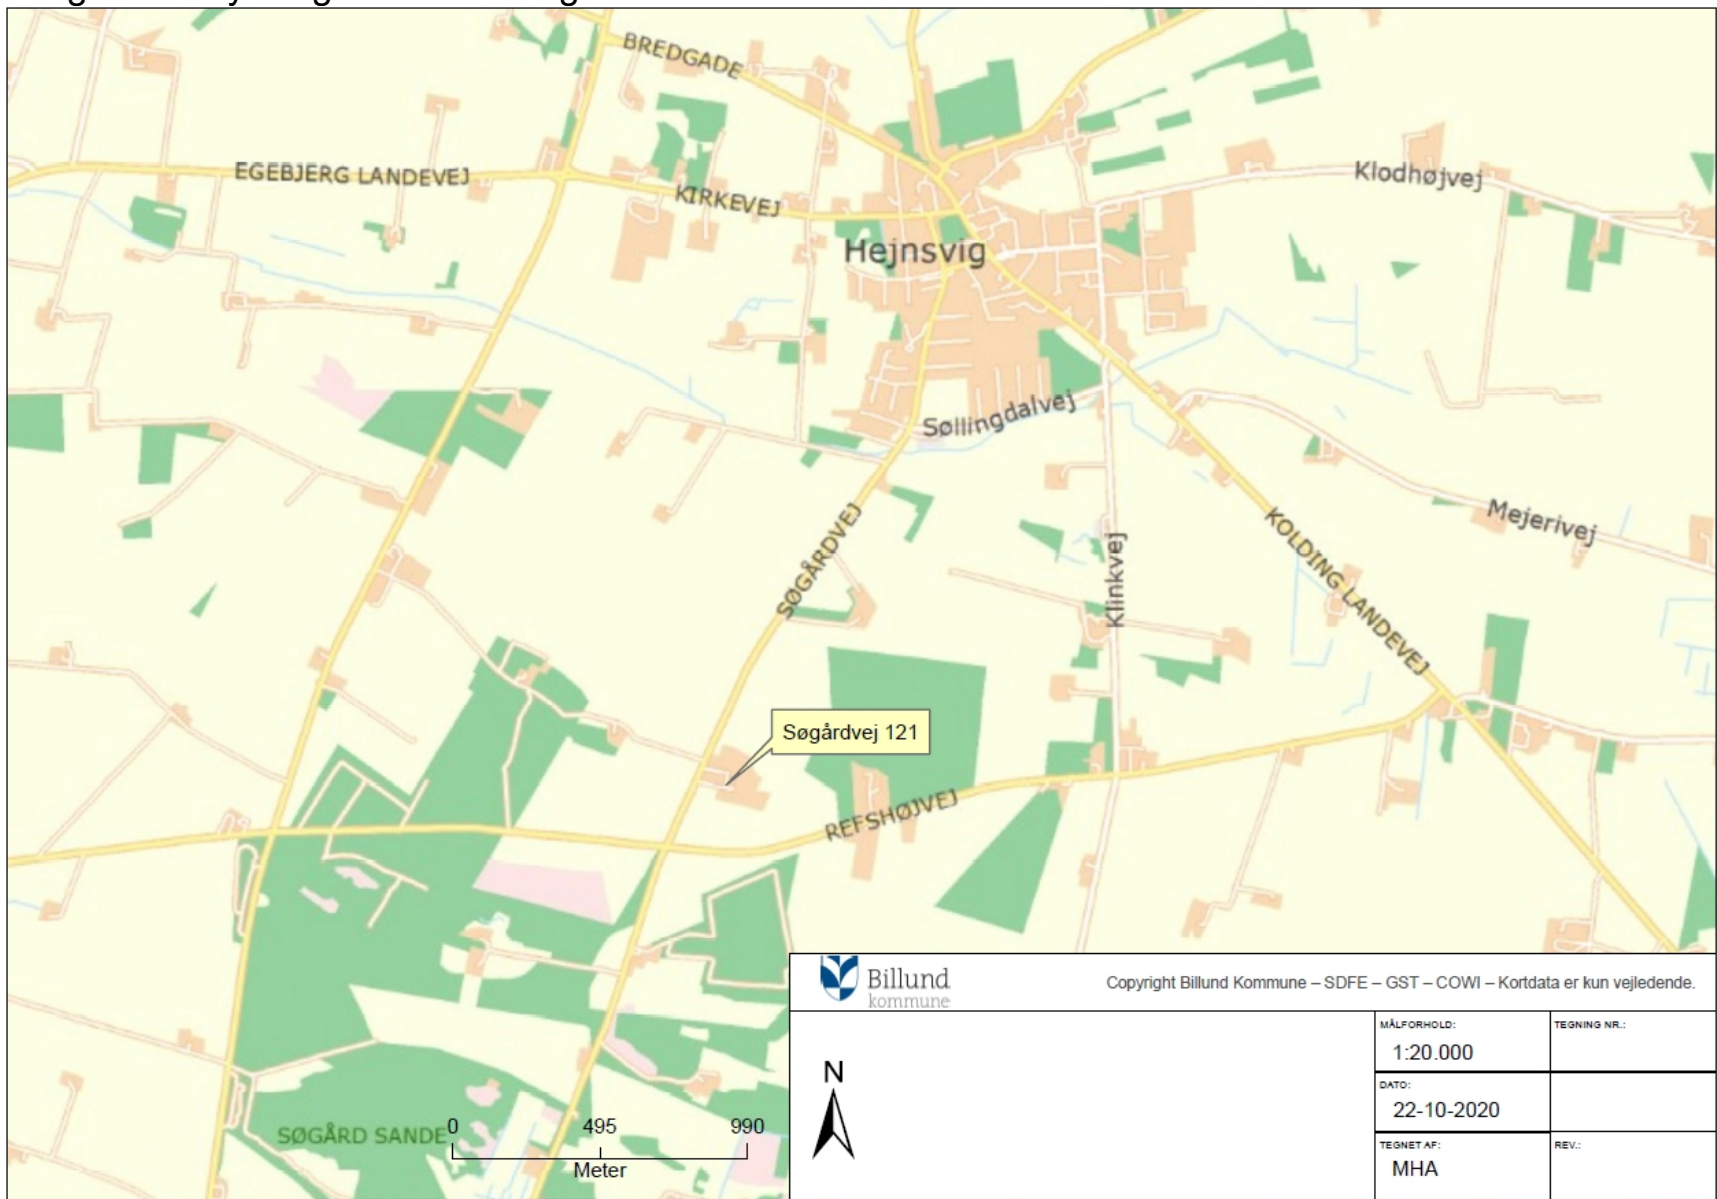 BREDGADE
EGEBJERG LANDEVEJ
KIRKEVEJ
Klodhøjvej
Hejnsvig
Søllingdalvej
SØGÅRDVEJ
Klinkvej
KOLDING LANDEVEJ
Mejerivej
Søgårdvej 121
REFSHØJVEJ
SØGÅRD SANDE
0 495 990
Meter
Billund
kommune
Copyright Billund Kommune – SDFE – GST – COWI – Kortdata er kun vejledende.
N
MÅLFORHOLD:
1:20.000
TEGNING NR.:
DATO:
22-10-2020
TEGNET AF:
MHA
REV.: